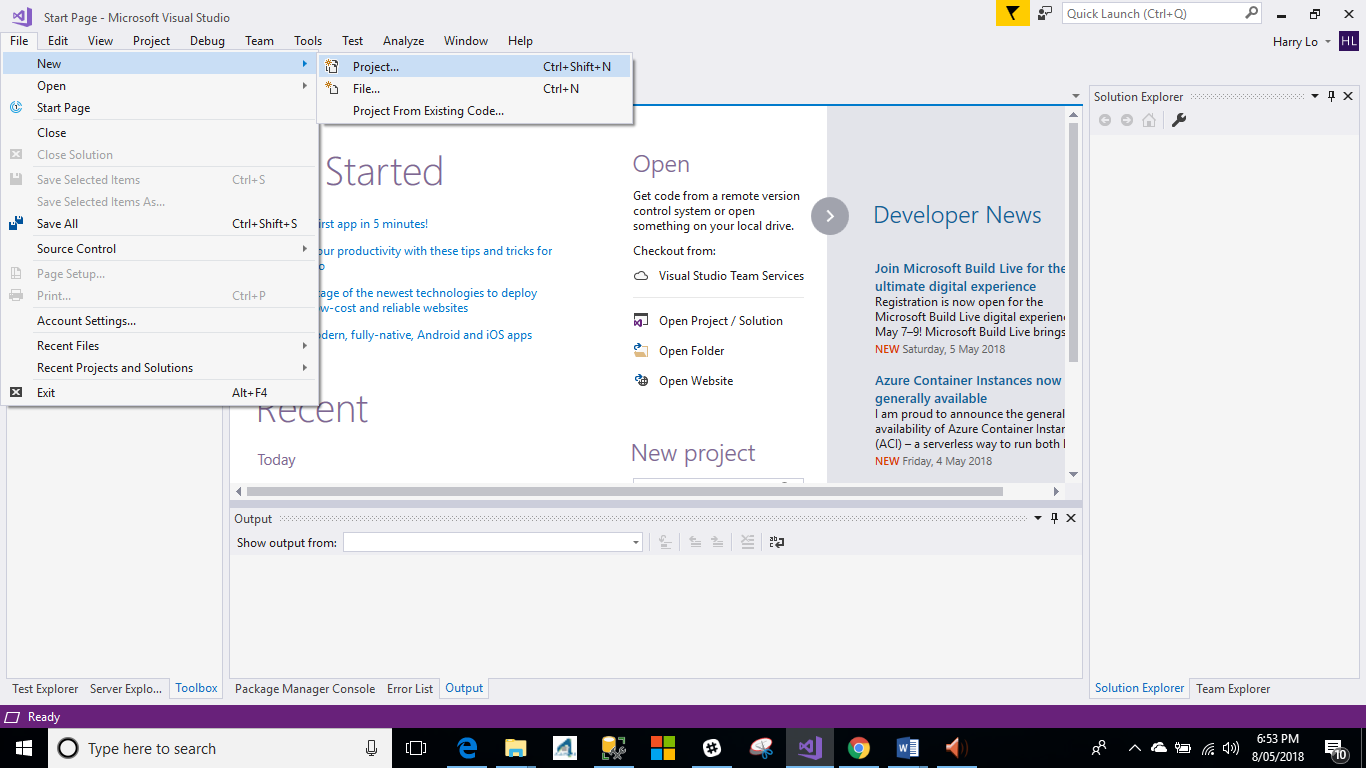 Start Page - Microsoft Visual Studio
Quick Launch (Ctrl+Q)
File Edit View Project Debug Team Tools Test Analyze Window Help
Harry Lo HL
New
Open
Start Page
Close
Close Solution
Save Selected Items Ctrl+S
Save Selected Items As...
Save All Ctrl+Shift+S
Source Control
Page Setup...
Print... Ctrl+P
Account Settings...
Recent Files
Recent Projects and Solutions
Exit Alt+F4
Project... Ctrl+Shift+N
File... Ctrl+N
Project From Existing Code...
Started
first app in 5 minutes!
our productivity with these tips and tricks for
age of the newest technologies to deploy
w-cost and reliable websites
dern, fully-native, Android and iOS apps
Recent
Today
Open
Get code from a remote version
control system or open
something on your local drive.
Checkout from:
Visual Studio Team Services
Open Project / Solution
Open Folder
Open Website
New project
Developer News
Join Microsoft Build Live for the
ultimate digital experience
Registration is now open for the
Microsoft Build Live digital experien
May 7–9! Microsoft Build Live brings
NEW Saturday, 5 May 2018
Azure Container Instances now
generally available
I am proud to announce the general
availability of Azure Container Instan
(ACI) – a serverless way to run both
NEW Friday, 4 May 2018
Solution Explorer
Output
Show output from:
Test Explorer Server Explo... Toolbox
Package Manager Console Error List Output
Solution Explorer Team Explorer
Ready
Type here to search
6:53 PM
8/05/2018
10